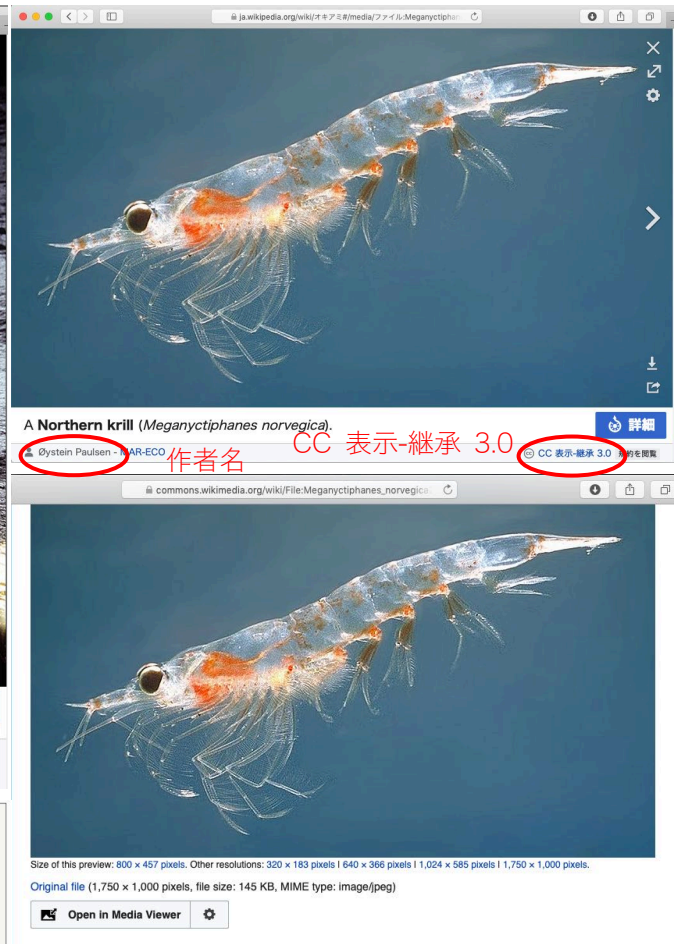 ja.wikipedia.org/wiki/オキアミ#/media/ファイル:Meganyctiphan
A Northern krill (Meganyctiphanes norvegica).
詳細
Øystein Paulsen - MAR-ECO
作者名
CC 表示-継承 3.0
CC 表示-継承 3.0
規約を閲覧
commons.wikimedia.org/wiki/File:Meganyctiphanes_norvegica
Size of this preview: 800 × 457 pixels. Other resolutions: 320 × 183 pixels | 640 × 366 pixels | 1,024 × 585 pixels | 1,750 × 1,000 pixels.
Original file (1,750 × 1,000 pixels, file size: 145 KB, MIME type: image/jpeg)
Open in Media Viewer